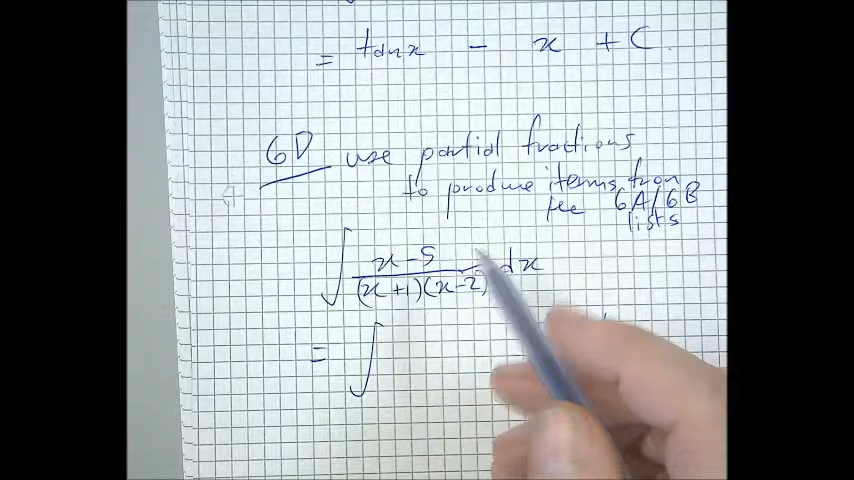 = tan x - x + C
6D use partial fractions
to produce items from
the 6A/6B
lists
∫ (x-5)/((x+1)(x-2)) dx
= ∫